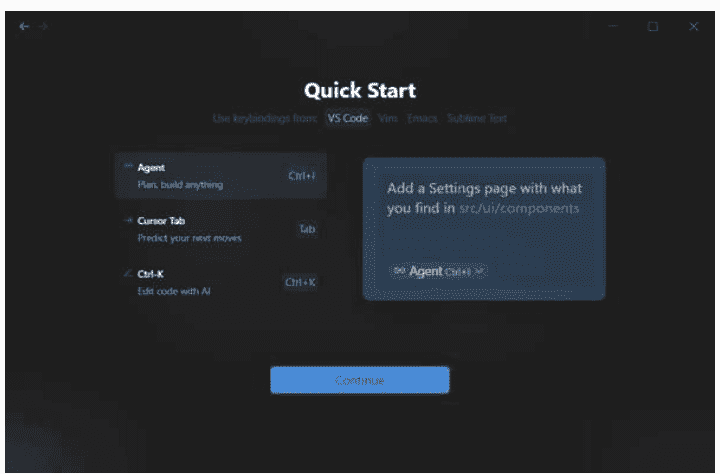 Quick Start
Use keybindings from: VS Code Vim Emacs Sublime Text
Agent
Plan, build anything
Ctrl+I
Cursor Tab
Predict your next moves
Tab
Ctrl-K
Edit code with AI
Ctrl+K
Add a Settings page with what
you find in src/ui/components
Agent Ctrl+I
Continue